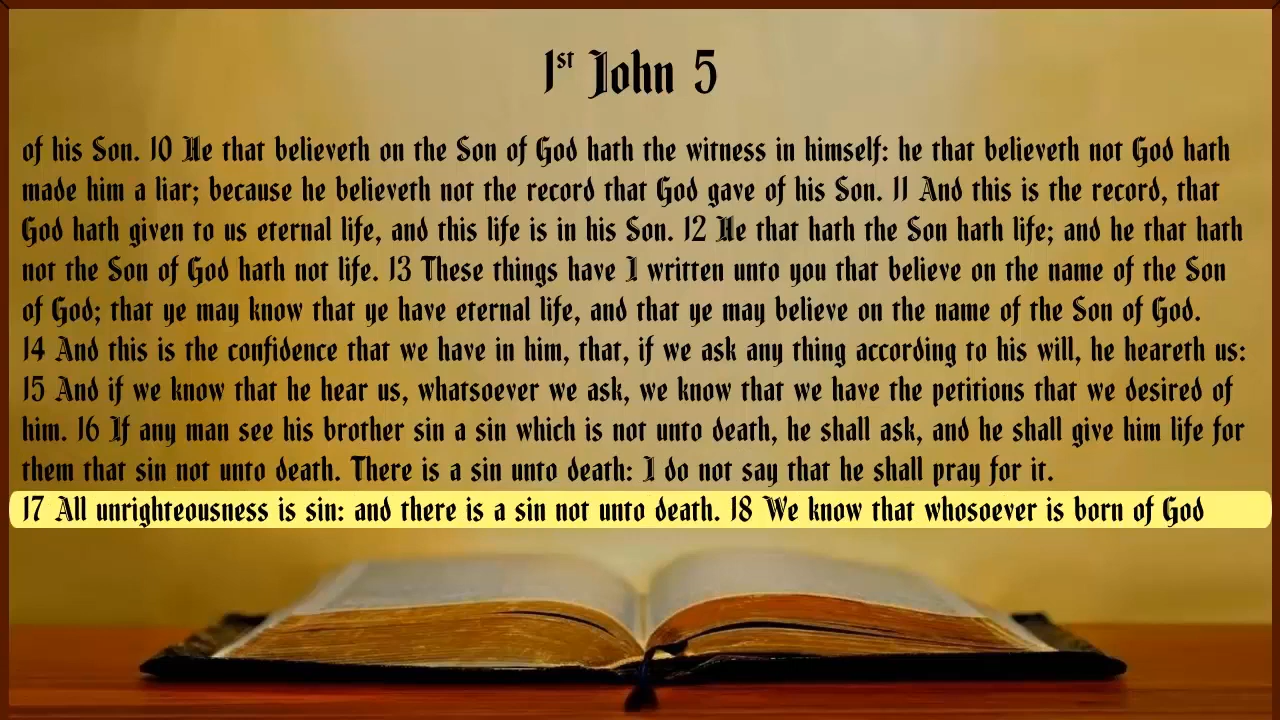 1st John 5
of his Son. 10 He that believeth on the Son of God hath the witness in himself: he that believeth not God hath
made him a liar; because he believeth not the record that God gave of his Son. 11 And this is the record, that
God hath given to us eternal life, and this life is in his Son. 12 He that hath the Son hath life; and he that hath
not the Son of God hath not life. 13 These things have I written unto you that believe on the name of the Son
of God; that ye may know that ye have eternal life, and that ye may believe on the name of the Son of God.
14 And this is the confidence that we have in him, that, if we ask any thing according to his will, he heareth us:
15 And if we know that he hear us, whatsoever we ask, we know that we have the petitions that we desired of
him. 16 If any man see his brother sin a sin which is not unto death, he shall ask, and he shall give him life for
them that sin not unto death. There is a sin unto death: I do not say that he shall pray for it.
17 All unrighteousness is sin: and there is a sin not unto death. 18 We know that whosoever is born of God